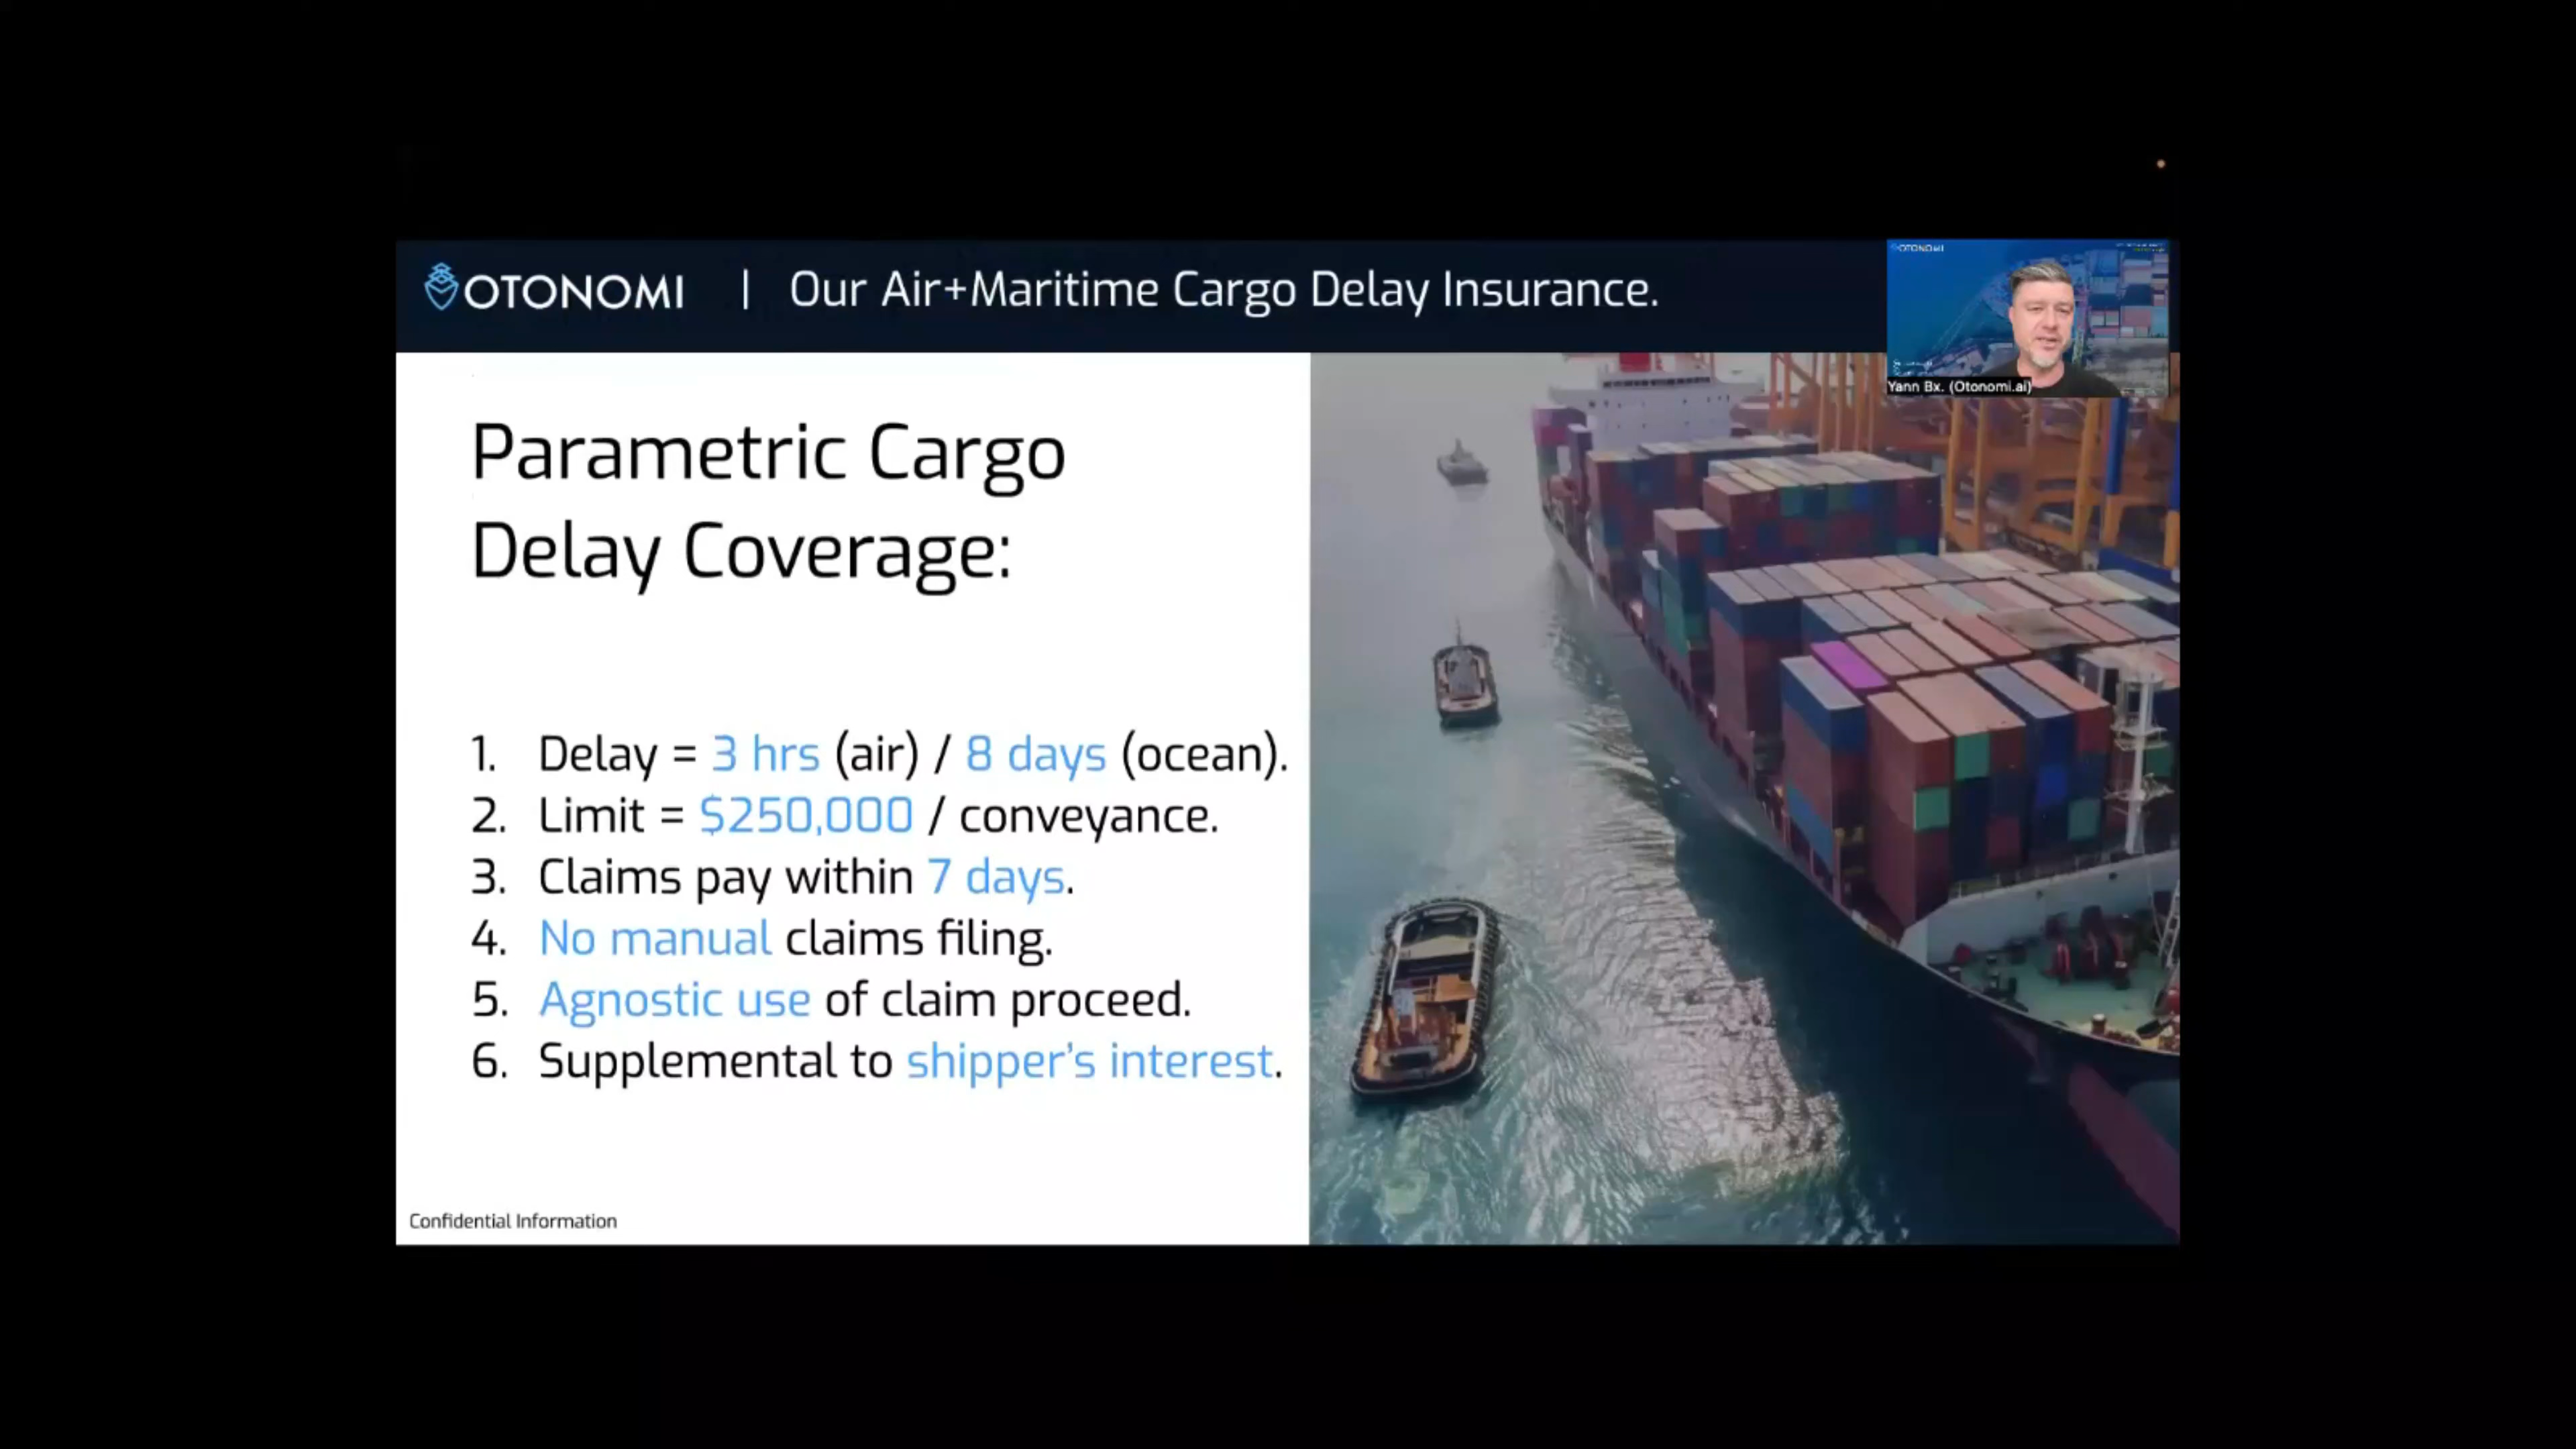 OTONOMI | Our Air+Maritime Cargo Delay Insurance.
OTONOMI
Yann Bx. (Otonomi.ai)
Parametric Cargo
Delay Coverage:
1. Delay = 3 hrs (air) / 8 days (ocean).
2. Limit = $250,000 / conveyance.
3. Claims pay within 7 days.
4. No manual claims filing.
5. Agnostic use of claim proceed.
6. Supplemental to shipper's interest.
Confidential Information